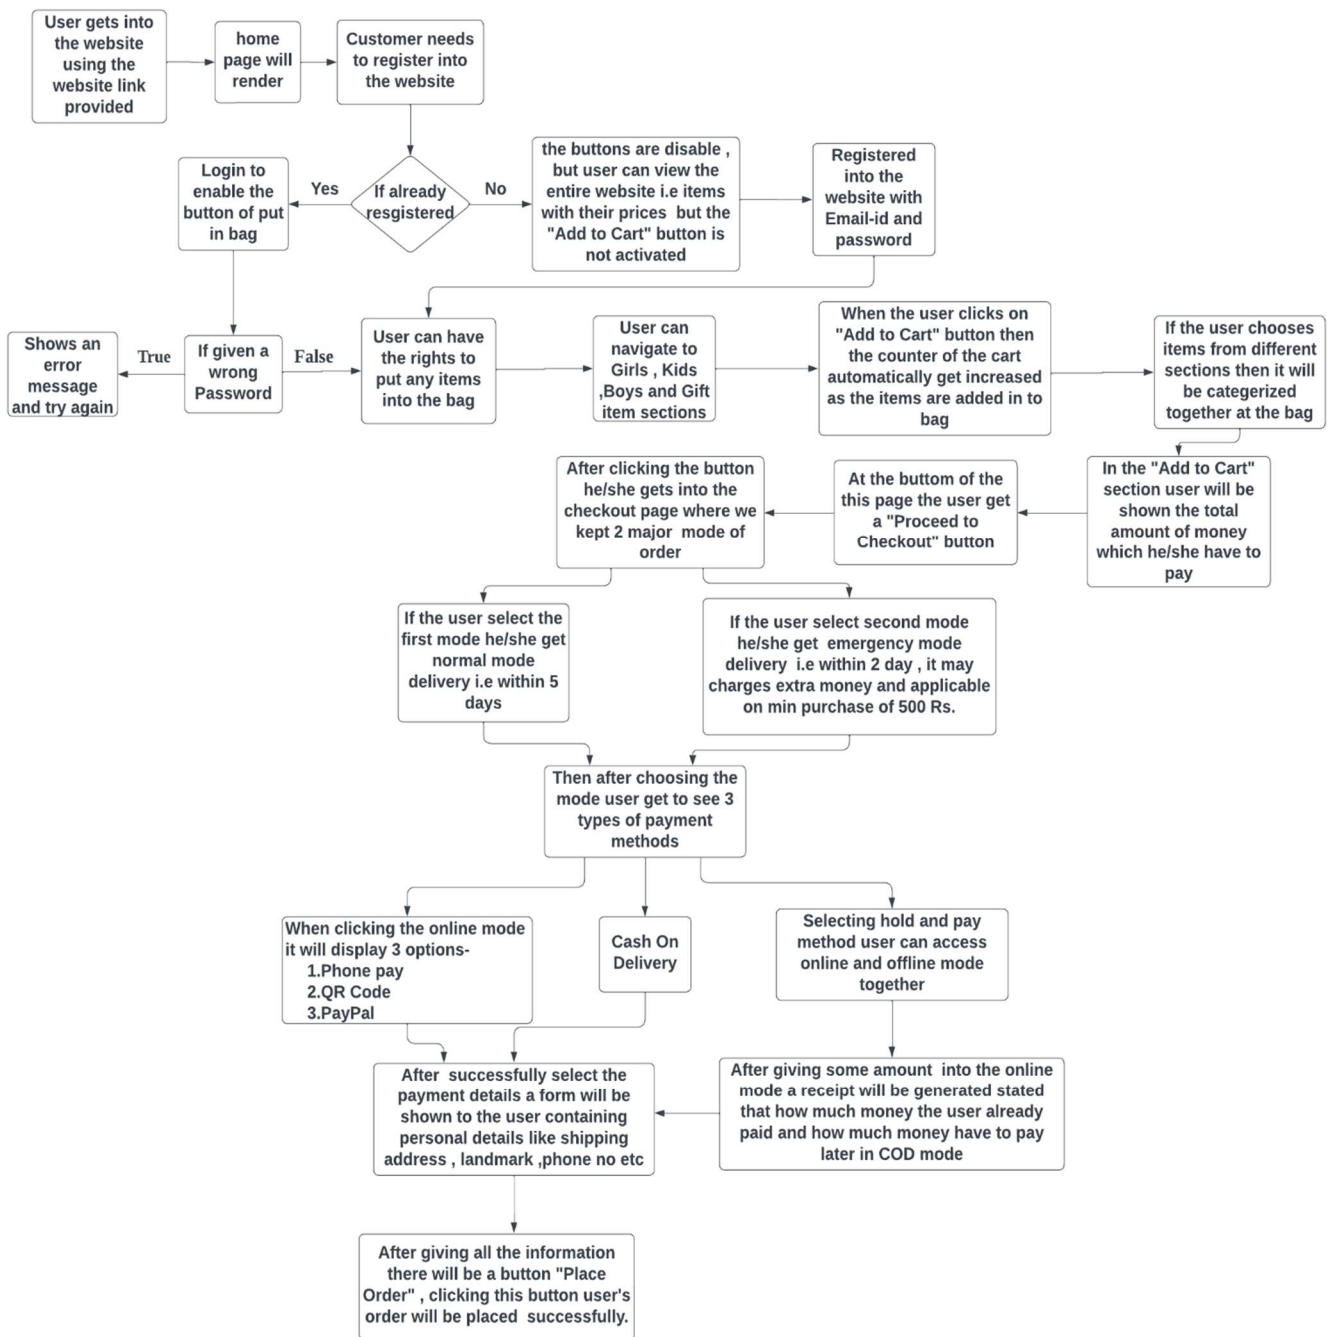 User gets into
the website
using the
website link
provided
home
page will
render
Customer needs
to register into
the website
If already
resgistered
Yes
No
Login to
enable the
button of put
in bag
the buttons are disable ,
but user can view the
entire website i.e items
with their prices but the
"Add to Cart" button is
not activated
Registered
into the
website with
Email-id and
password
If given a
wrong
Password
True
False
Shows an
error
message
and try again
User can have
the rights to
put any items
into the bag
User can
navigate to
Girls , Kids
,Boys and Gift
item sections
When the user clicks on
"Add to Cart" button then
the counter of the cart
automatically get increased
as the items are added in to
bag
If the user chooses
items from different
sections then it will
be categorized
together at the bag
In the "Add to Cart"
section user will be
shown the total
amount of money
which he/she have to
pay
At the buttom of the
this page the user get
a "Proceed to
Checkout" button
After clicking the button
he/she gets into the
checkout page where we
kept 2 major mode of
order
If the user select the
first mode he/she get
normal mode
delivery i.e within 5
days
If the user select second mode
he/she get emergency mode
delivery i.e within 2 day , it may
charges extra money and applicable
on min purchase of 500 Rs.
Then after choosing the
mode user get to see 3
types of payment
methods
When clicking the online mode
it will display 3 options-
1.Phone pay
2.QR Code
3.PayPal
Cash On
Delivery
Selecting hold and pay
method user can access
online and offline mode
together
After giving some amount into the online
mode a receipt will be generated stated
that how much money the user already
paid and how much money have to pay
later in COD mode
After successfully select the
payment details a form will be
shown to the user containing
personal details like shipping
address , landmark ,phone no etc
After giving all the information
there will be a button "Place
Order" , clicking this button user's
order will be placed successfully.